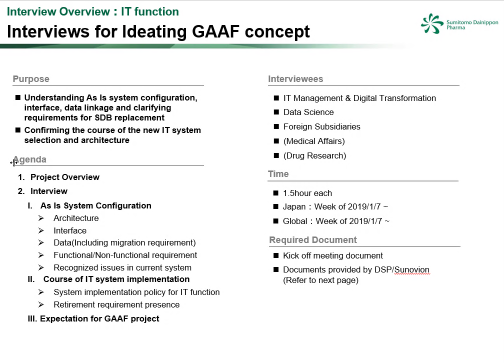 Interview Overview : IT function
Interviews for Ideating GAAF concept
Sumitomo Dainippon
Pharma
Purpose
■ Understanding As Is system configuration,
interface, data linkage and clarifying
requirements for SDB replacement
■ Confirming the course of the new IT system
selection and architecture
Agenda
1. Project Overview
2. Interview
I. As Is System Configuration
➢ Architecture
➢ Interface
➢ Data(Including migration requirement)
➢ Functional/Non-functional requirement
➢ Recognized issues in current system
II. Course of IT system implementation
➢ System implementation policy for IT function
➢ Retirement requirement presence
III. Expectation for GAAF project
Interviewees
■ IT Management & Digital Transformation
■ Data Science
■ Foreign Subsidiaries
■ (Medical Affairs)
■ (Drug Research)
Time
■ 1.5hour each
■ Japan : Week of 2019/1/7 ~
■ Global : Week of 2019/1/7 ~
Required Document
■ Kick off meeting document
■ Documents provided by DSP/Sunovion
(Refer to next page)